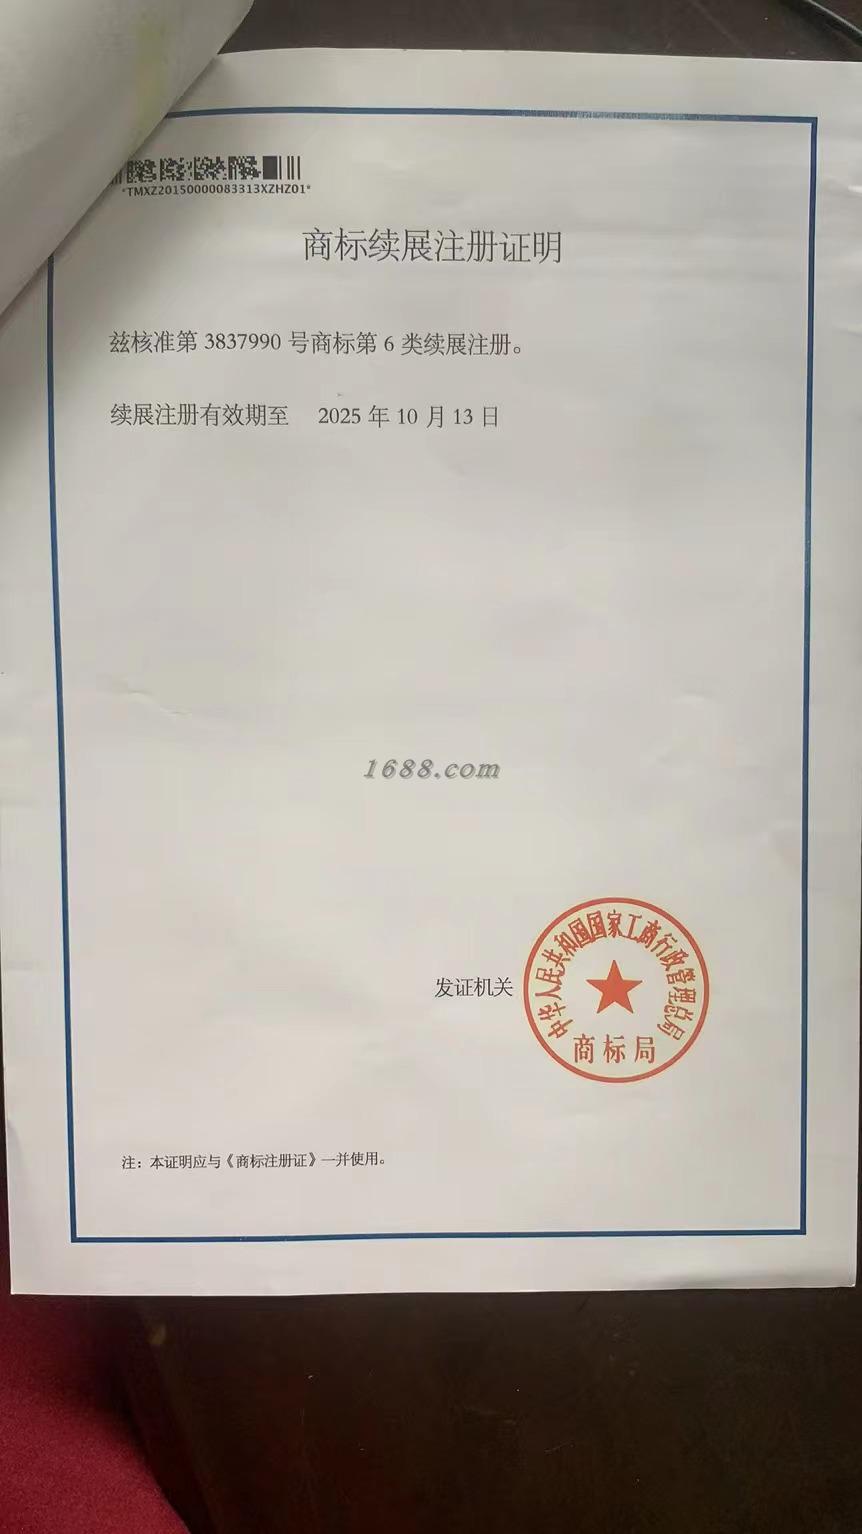 *TMXZ20150000083313XZHZ01*
商标续展注册证明
兹核准第 3837990 号商标第 6 类续展注册。
续展注册有效期至 2025 年 10 月 13 日
1688.com
发证机关
中华人民共和国国家工商行政管理总局
商标局
注：本证明应与《商标注册证》一并使用。